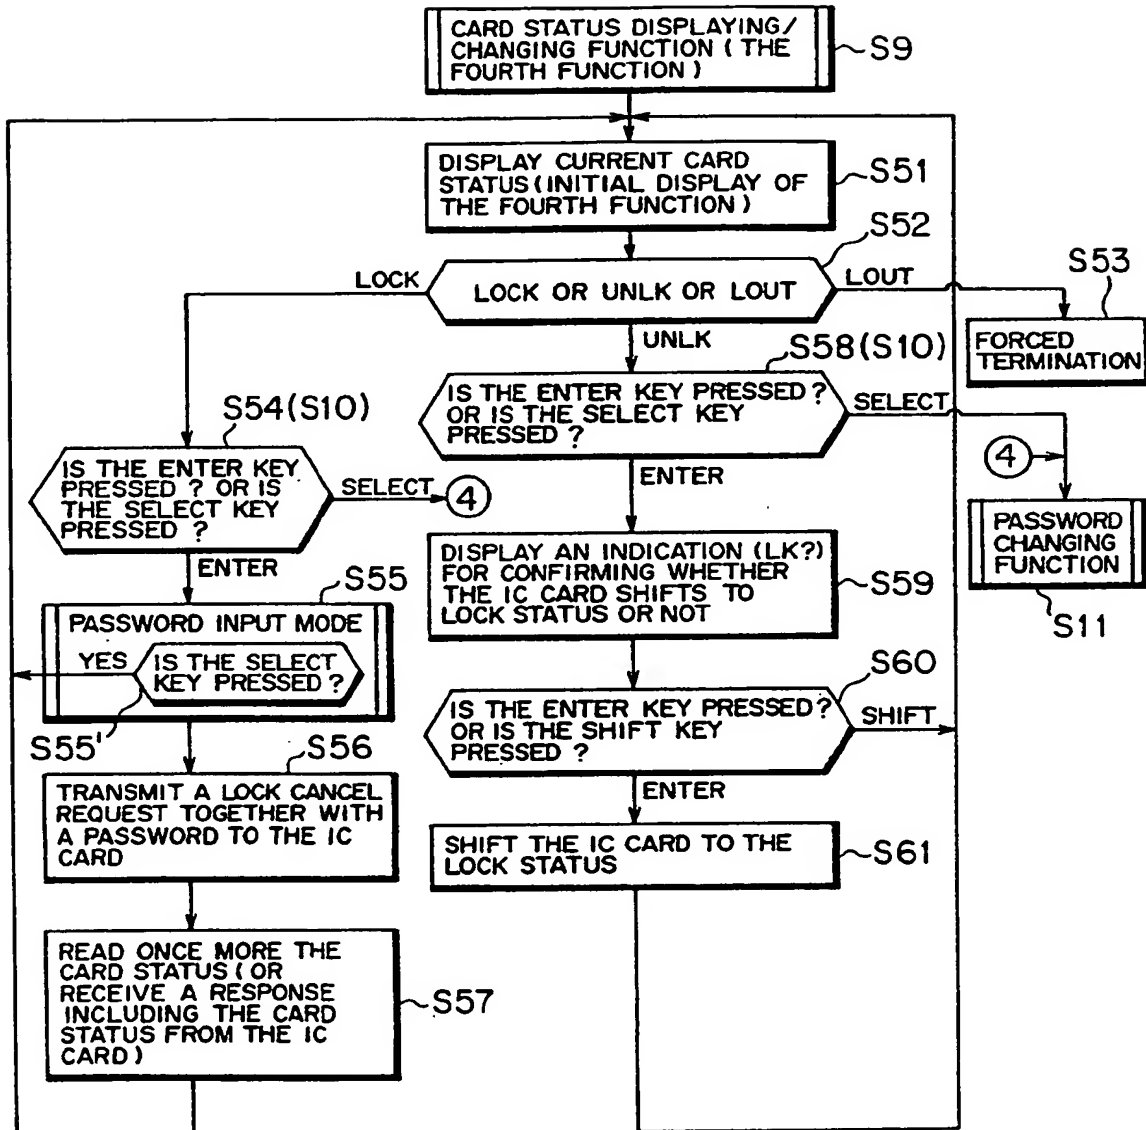 CARD STATUS DISPLAYING/
CHANGING FUNCTION ( THE
FOURTH FUNCTION )
S9
DISPLAY CURRENT CARD
STATUS (INITIAL DISPLAY OF
THE FOURTH FUNCTION )
S51
S52
LOCK
LOCK OR UNLK OR LOUT
LOUT
S53
FORCED
TERMINATION
UNLK
S58 (S10)
IS THE ENTER KEY PRESSED ?
OR IS THE SELECT KEY
PRESSED ?
SELECT
S54 (S10)
IS THE ENTER KEY
PRESSED ? OR IS
THE SELECT KEY
PRESSED ?
SELECT
4
ENTER
4
PASSWORD
CHANGING
FUNCTION
S11
ENTER
S55
PASSWORD INPUT MODE
YES
IS THE SELECT
KEY PRESSED ?
S55'
DISPLAY AN INDICATION (LK?)
FOR CONFIRMING WHETHER
THE IC CARD SHIFTS TO
LOCK STATUS OR NOT
S59
S60
IS THE ENTER KEY PRESSED?
OR IS THE SHIFT KEY
PRESSED ?
SHIFT
S56
TRANSMIT A LOCK CANCEL
REQUEST TOGETHER WITH
A PASSWORD TO THE IC
CARD
ENTER
SHIFT THE IC CARD TO THE
LOCK STATUS
S61
READ ONCE MORE THE
CARD STATUS ( OR
RECEIVE A RESPONSE
INCLUDING THE CARD
STATUS FROM THE IC
CARD )
S57